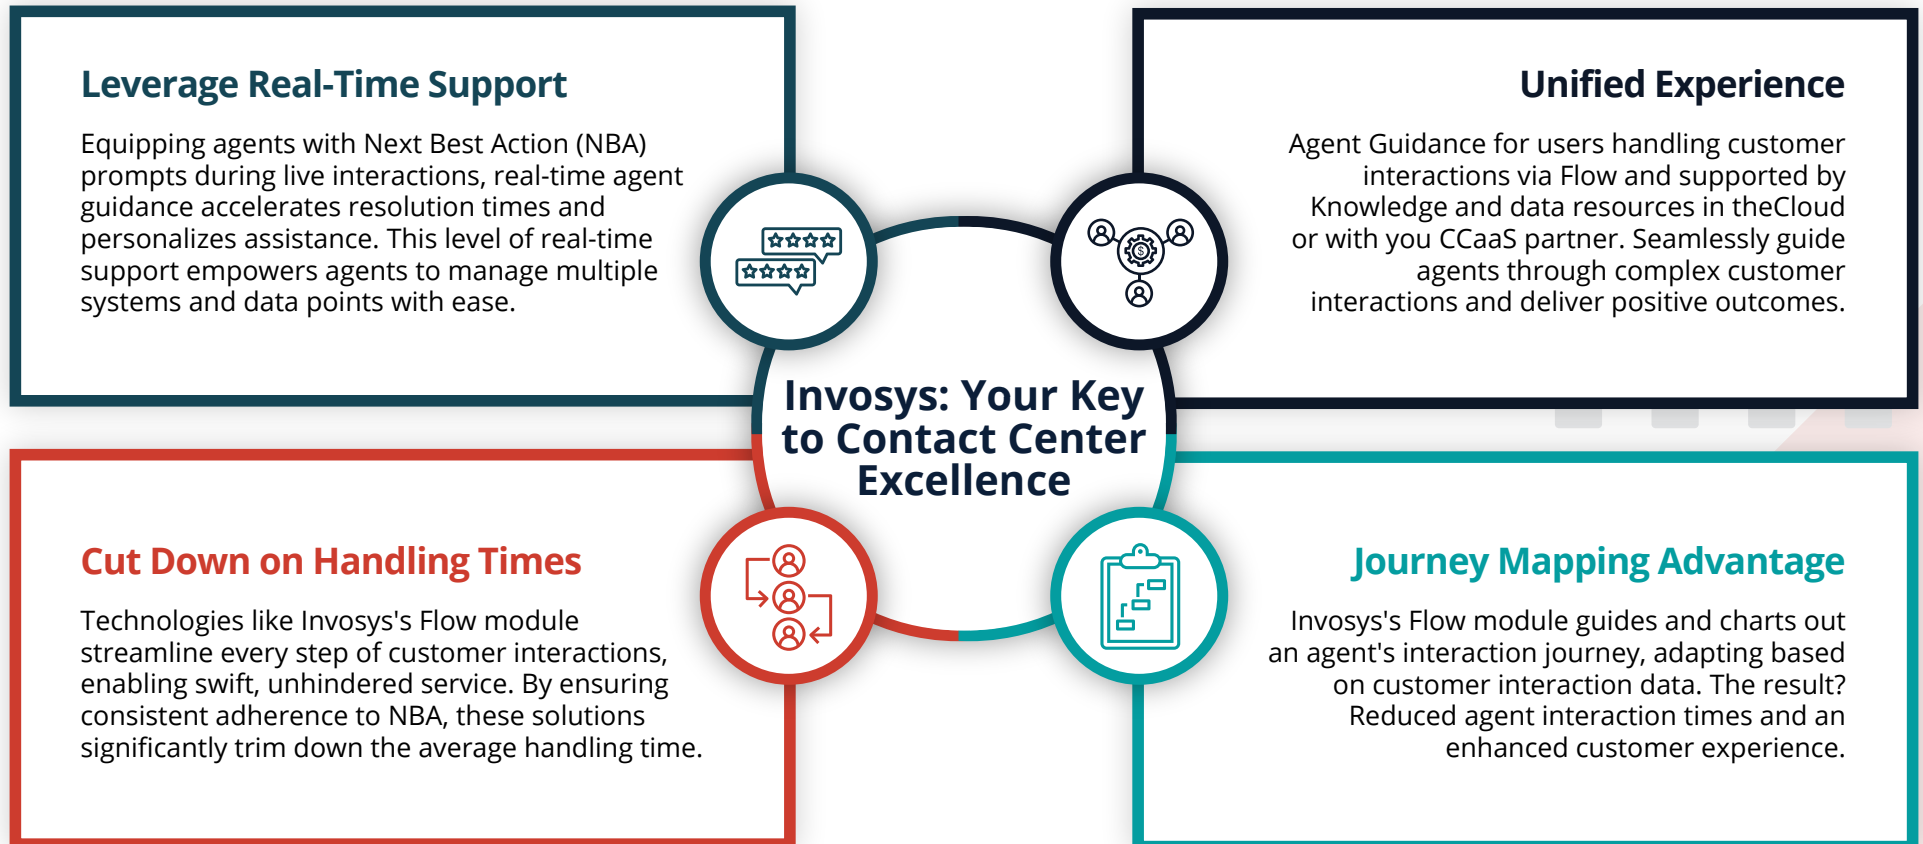 Leverage Real-Time Support
Equipping agents with Next Best Action (NBA)
prompts during live interactions, real-time agent
guidance accelerates resolution times and
personalizes assistance. This level of real-time
support empowers agents to manage multiple
systems and data points with ease.
Unified Experience
Agent Guidance for users handling customer
interactions via Flow and supported by
Knowledge and data resources in theCloud
or with you CCaaS partner. Seamlessly guide
agents through complex customer
interactions and deliver positive outcomes.
Invosys: Your Key
to Contact Center
Excellence
Cut Down on Handling Times
Technologies like Invosys's Flow module
streamline every step of customer interactions,
enabling swift, unhindered service. By ensuring
consistent adherence to NBA, these solutions
significantly trim down the average handling time.
Journey Mapping Advantage
Invosys's Flow module guides and charts out
an agent's interaction journey, adapting based
on customer interaction data. The result?
Reduced agent interaction times and an
enhanced customer experience.